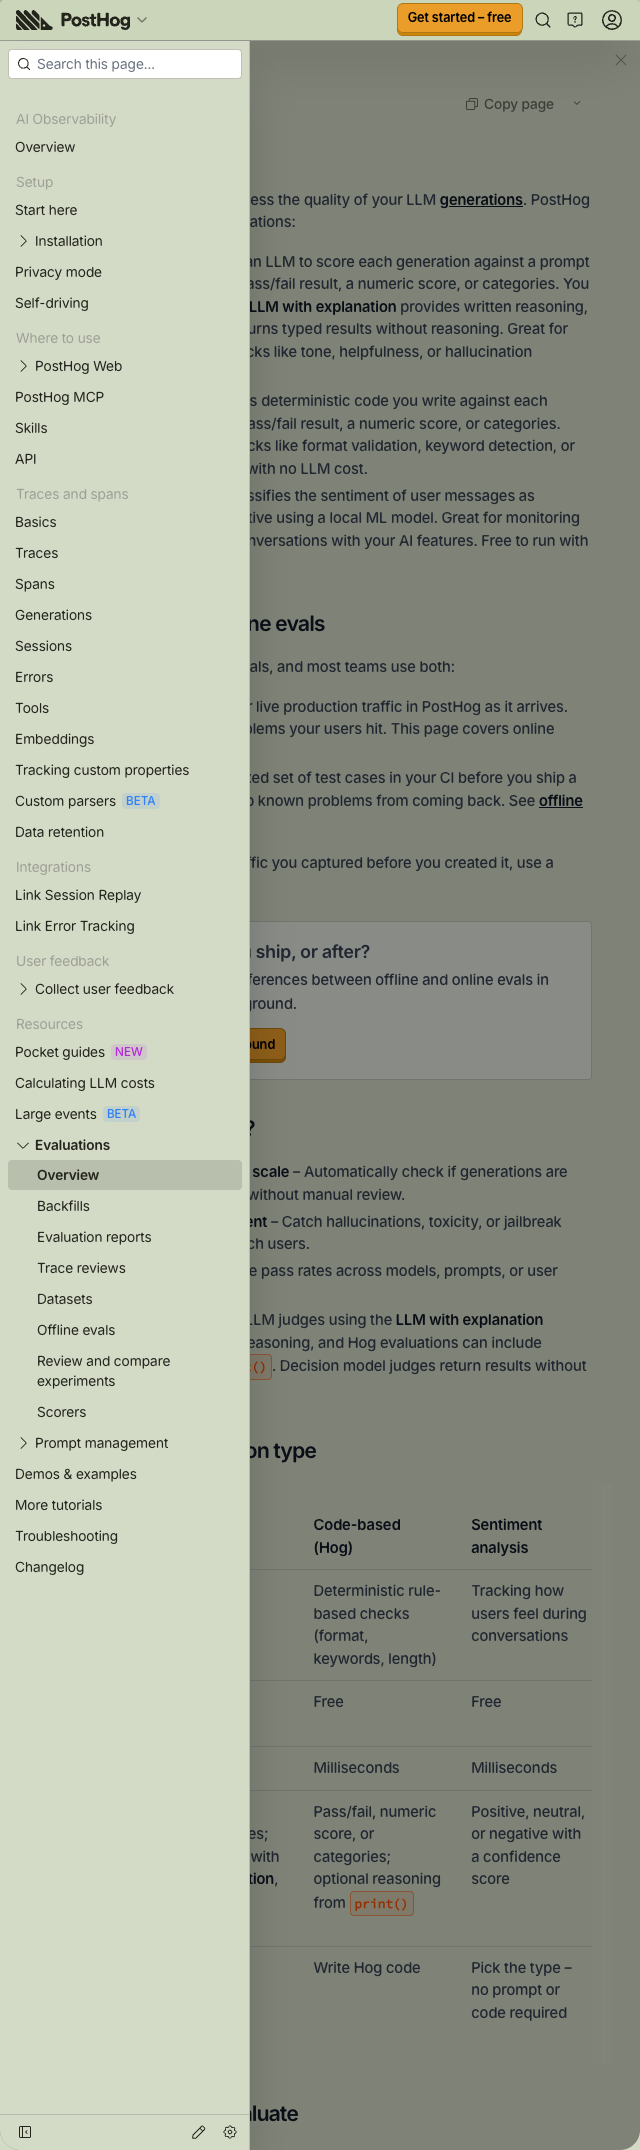 PostHog
Get started – free
Search this page...
AI Observability
Overview
Setup
Start here
Installation
Privacy mode
Self-driving
Where to use
PostHog Web
PostHog MCP
Skills
API
Traces and spans
Basics
Traces
Spans
Generations
Sessions
Errors
Tools
Embeddings
Tracking custom properties
Custom parsers BETA
Data retention
Integrations
Link Session Replay
Link Error Tracking
User feedback
Collect user feedback
Resources
Pocket guides NEW
Calculating LLM costs
Large events BETA
Evaluations
Overview
Backfills
Evaluation reports
Trace reviews
Datasets
Offline evals
Review and compare
experiments
Scorers
Prompt management
Demos & examples
More tutorials
Troubleshooting
Changelog
Copy page
ess the quality of your LLM generations. PostHog
ations:
an LLM to score each generation against a prompt
ass/fail result, a numeric score, or categories. You
LLM with explanation provides written reasoning,
urns typed results without reasoning. Great for
cks like tone, helpfulness, or hallucination
s deterministic code you write against each
ass/fail result, a numeric score, or categories.
cks like format validation, keyword detection, or
with no LLM cost.
ssifies the sentiment of user messages as
tive using a local ML model. Great for monitoring
nversations with your AI features. Free to run with
ne evals
als, and most teams use both:
r live production traffic in PostHog as it arrives.
blems your users hit. This page covers online
ted set of test cases in your CI before you ship a
o known problems from coming back. See offline
ffic you captured before you created it, use a
ship, or after?
ferences between offline and online evals in
ground.
ound
?
scale – Automatically check if generations are
without manual review.
ent – Catch hallucinations, toxicity, or jailbreak
ch users.
e pass rates across models, prompts, or user
LLM judges using the LLM with explanation
easoning, and Hog evaluations can include
t(). Decision model judges return results without
on type
Code-based
(Hog)
Sentiment
analysis
Deterministic rule-
based checks
(format,
keywords, length)
Tracking how
users feel during
conversations
Free
Free
Milliseconds
Milliseconds
es;
with
tion,
Pass/fail, numeric
score, or
categories;
optional reasoning
from print()
Positive, neutral,
or negative with
a confidence
score
Write Hog code
Pick the type –
no prompt or
code required
luate